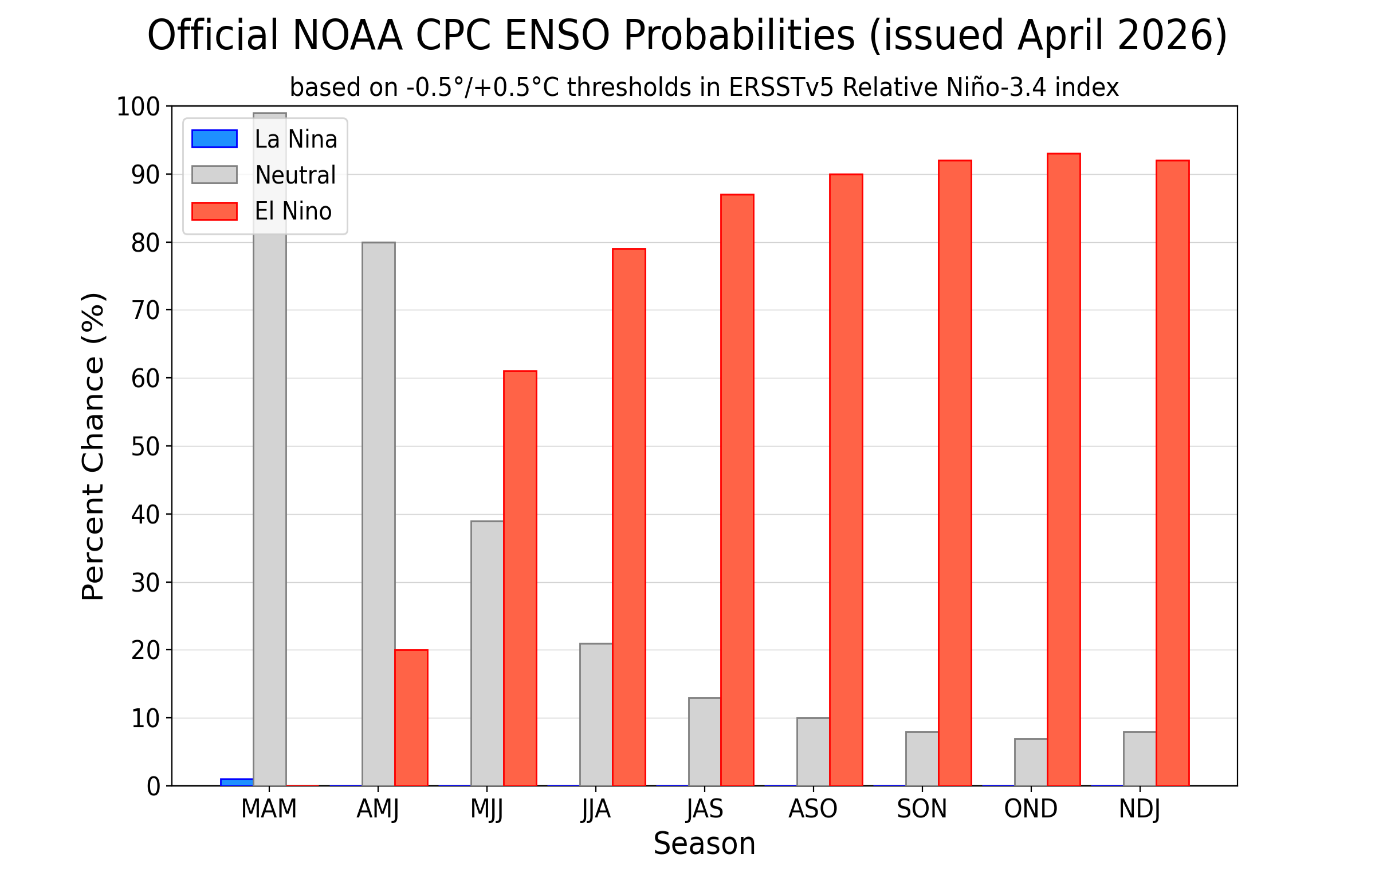 Official NOAA CPC ENSO Probabilities (issued April 2026)
based on -0.5°/+0.5°C thresholds in ERSSTv5 Relative Niño-3.4 index
La Nina
Neutral
El Nino
Percent Chance (%)
100
90
80
70
60
50
40
30
20
10
0
MAM AMJ MJJ JJA JAS ASO SON OND NDJ
Season